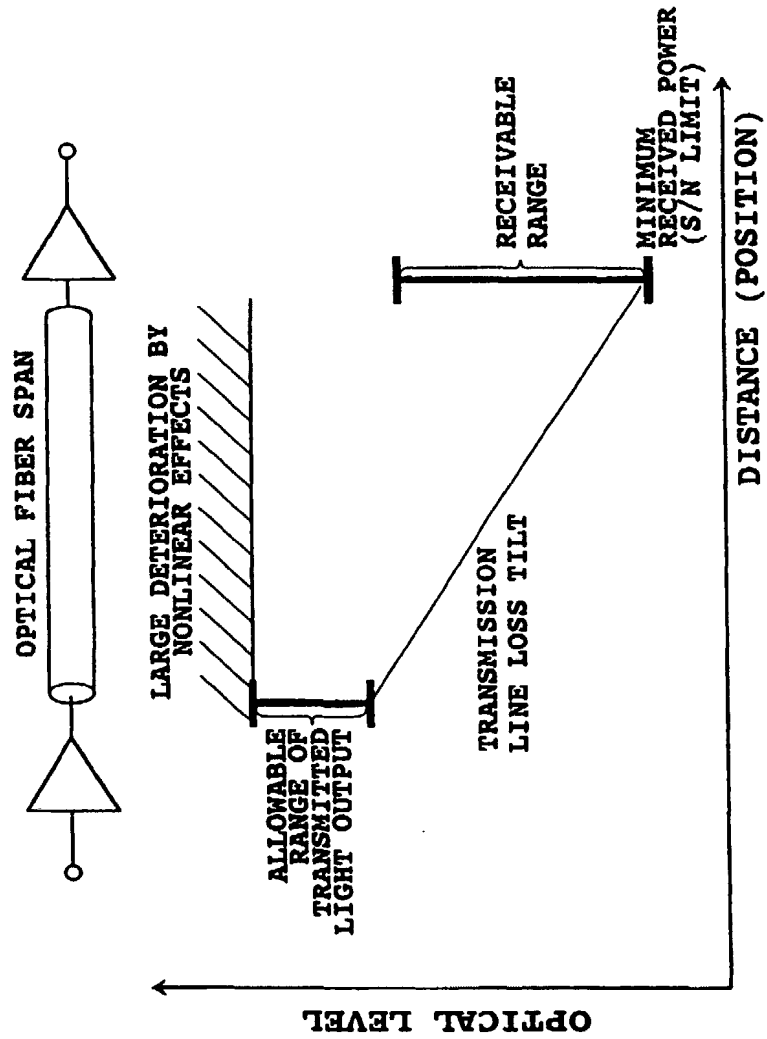 OPTICAL FIBER SPAN
LARGE DETERIORATION BY
NONLINEAR EFFECTS
ALLOWABLE
RANGE OF
TRANSMITTED
LIGHT OUTPUT
TRANSMISSION
LINE LOSS TILT
RECEIVABLE
RANGE
MINIMUM
RECEIVED POWER
(S/N LIMIT)
OPTICAL LEVEL
DISTANCE (POSITION)